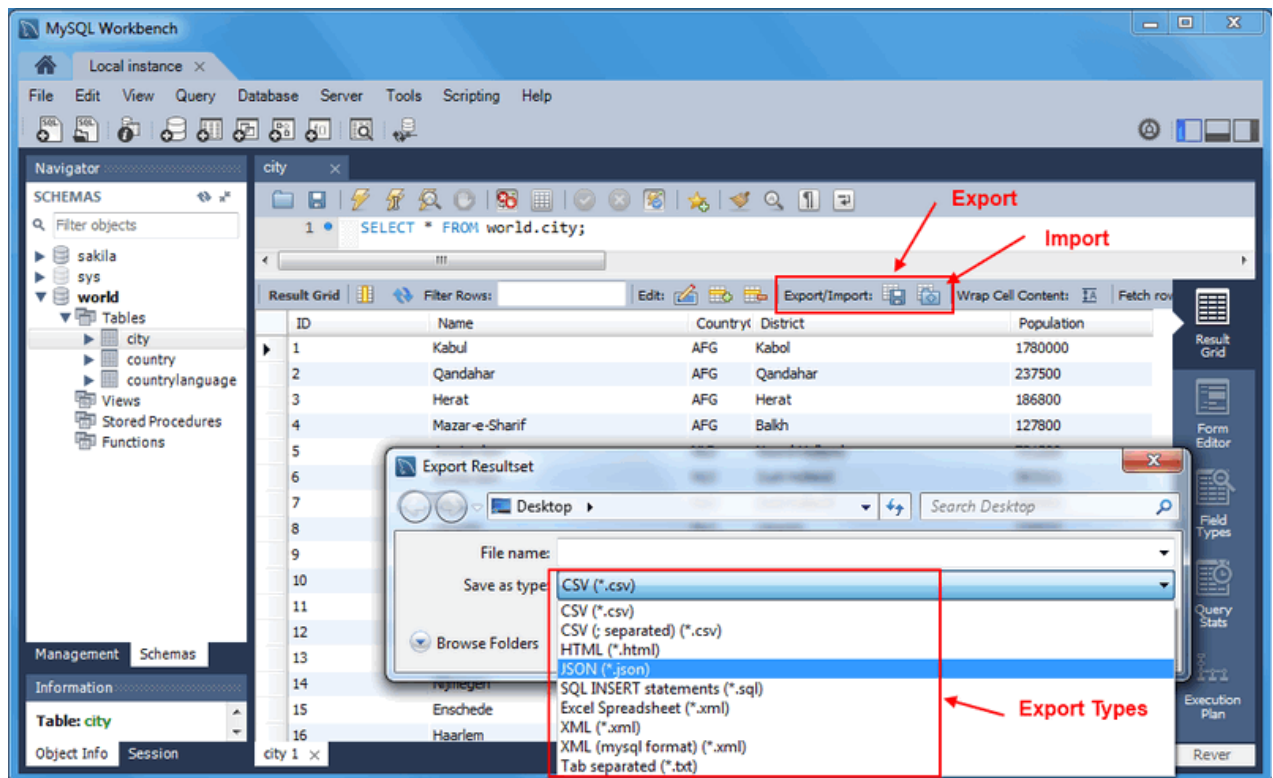 MySQL Workbench
Local instance
File Edit View Query Database Server Tools Scripting Help
Navigator
SCHEMAS
Filter objects
sakila
sys
world
Tables
city
country
countrylanguage
Views
Stored Procedures
Functions
Management Schemas
Information
Table: city
Object Info Session
city
1 SELECT * FROM world.city;
Export
Import
Result Grid Filter Rows: Edit: Export/Import: Wrap Cell Content: Fetch rov
ID Name Country District Population
1 Kabul AFG Kabol 1780000
2 Qandahar AFG Qandahar 237500
3 Herat AFG Herat 186800
4 Mazar-e-Sharif AFG Balkh 127800
5
6
7
8
9
10
11
12
13
14 Nijmegen
15 Enschede
16 Haarlem
city 1
Export Resultset
Desktop
Search Desktop
File name:
Save as type CSV (*.csv)
CSV (*.csv)
CSV (; separated) (*.csv)
HTML (*.html)
JSON (*.json)
SQL INSERT statements (*.sql)
Excel Spreadsheet (*.xml)
XML (*.xml)
XML (mysql format) (*.xml)
Tab separated (*.txt)
Browse Folders
Export Types
Result
Grid
Form
Editor
Field
Types
Query
Stats
Execution
Plan
Rever